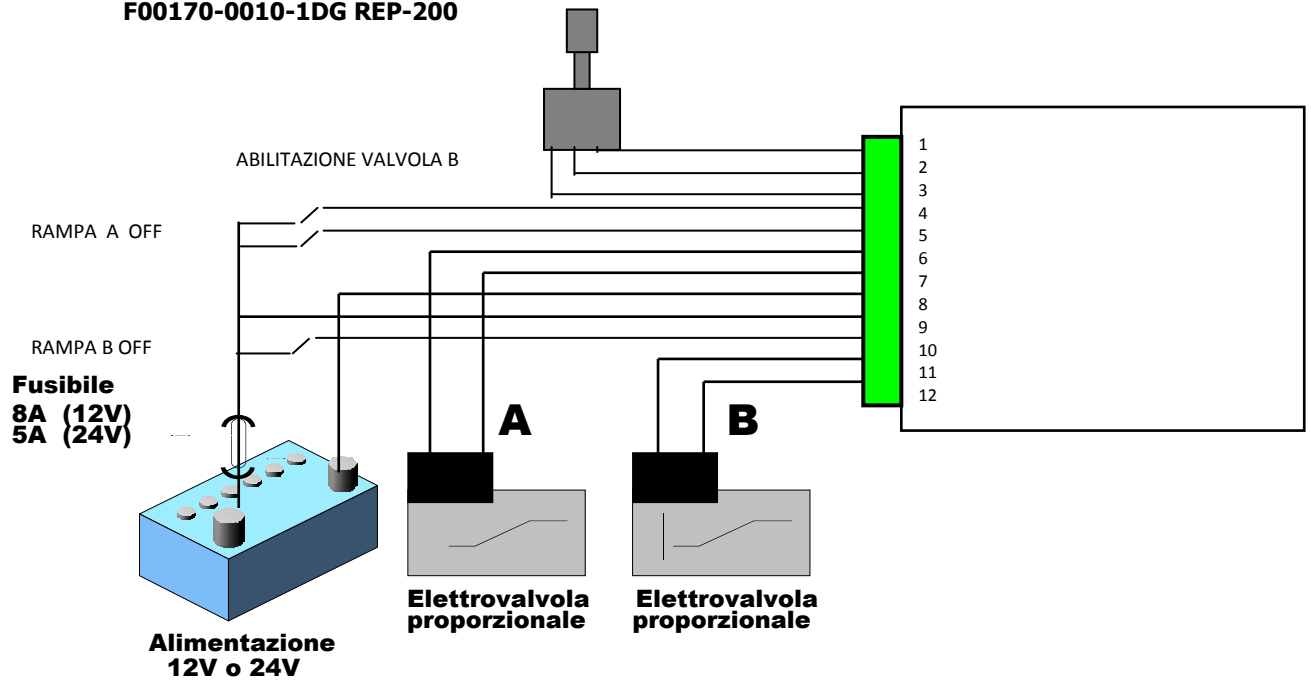 F00170-0010-1DG REP-200
ABILITAZIONE VALVOLA B
RAMPA A OFF
RAMPA B OFF
Fusibile
8A (12V)
5A (24V)
1
2
3
4
5
6
7
8
9
10
11
12
A
B
Elettrovalvola
proporzionale
Elettrovalvola
proporzionale
Alimentazione
12V o 24V